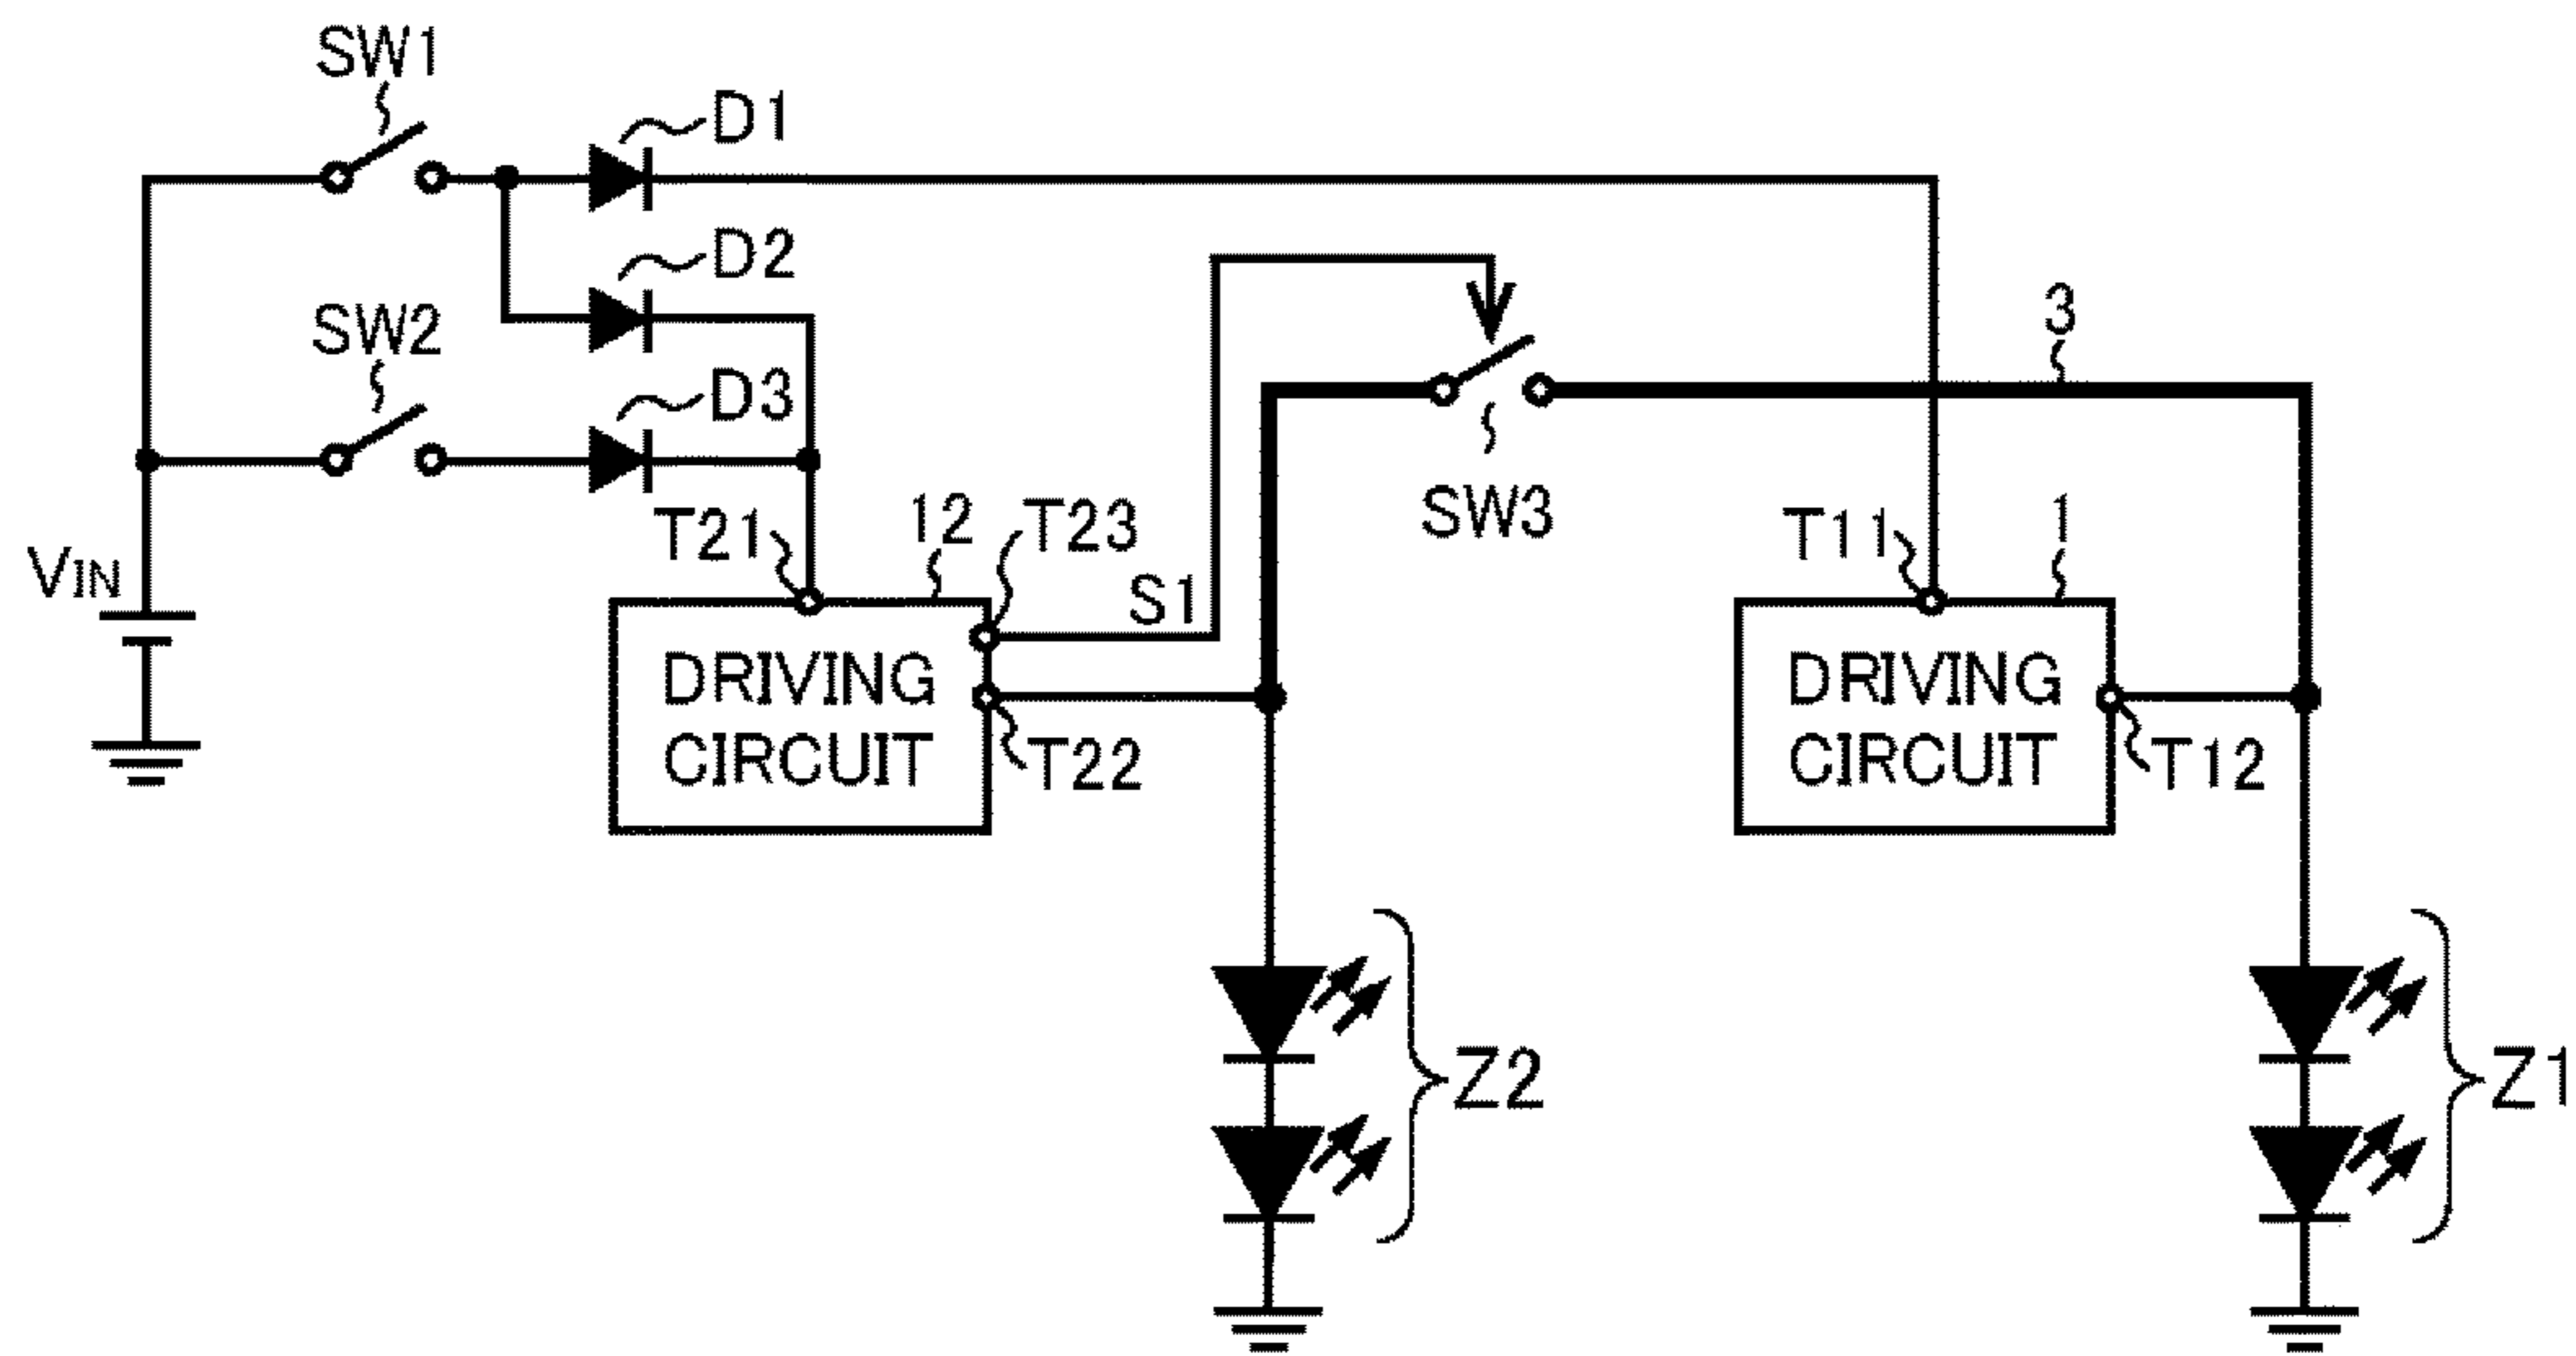 SW1
D1
D2
SW2
D3
3
T21
12
T23
SW3
T11
1
VIN
S1
DRIVING
CIRCUIT
T22
DRIVING
CIRCUIT
T12
Z2
Z1